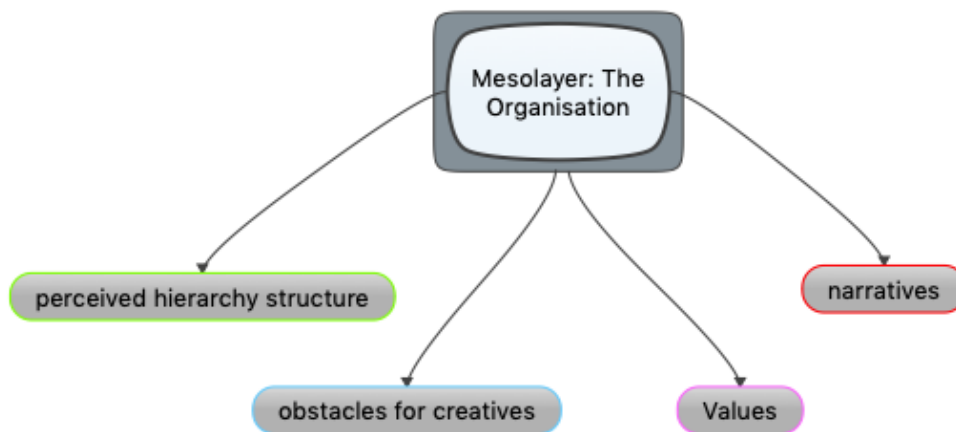 Mesolayer: The
Organisation
perceived hierarchy structure
narratives
obstacles for creatives
Values